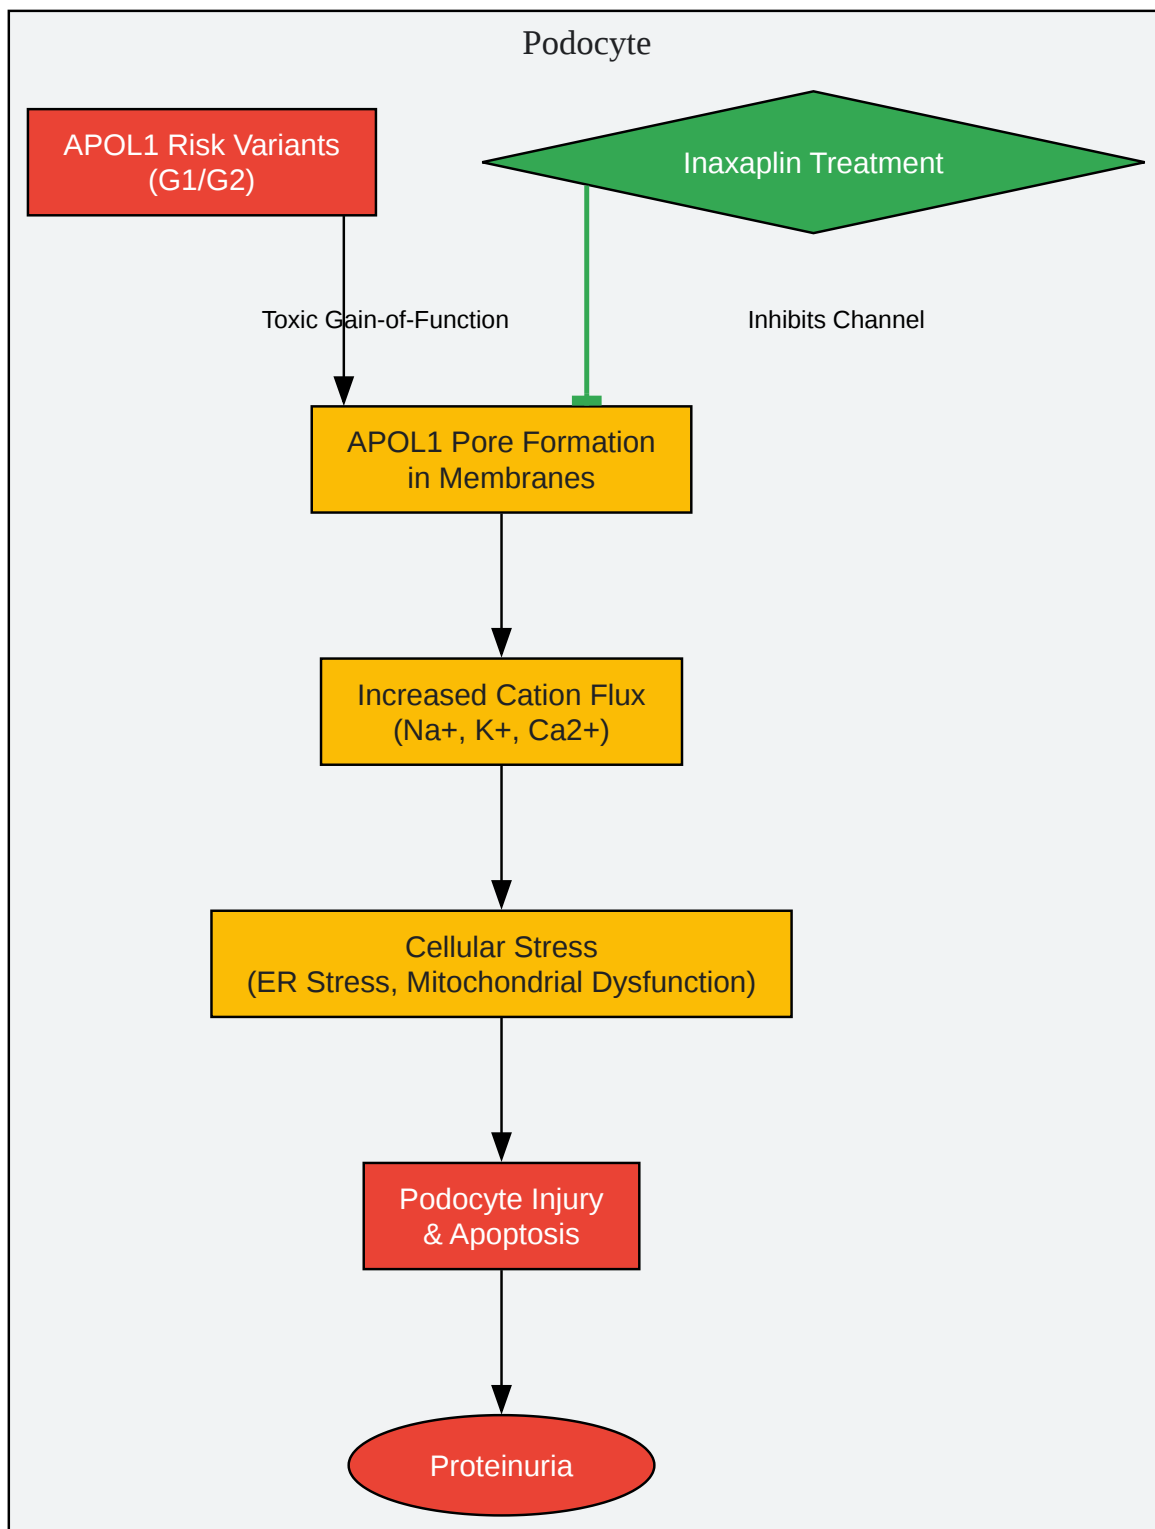 Podocyte
APOL1 Risk Variants
(G1/G2)
Inaxaplin Treatment
Toxic Gain-of-Function
Inhibits Channel
APOL1 Pore Formation
in Membranes
Increased Cation Flux
(Na+, K+, Ca2+)
Cellular Stress
(ER Stress, Mitochondrial Dysfunction)
Podocyte Injury
& Apoptosis
Proteinuria